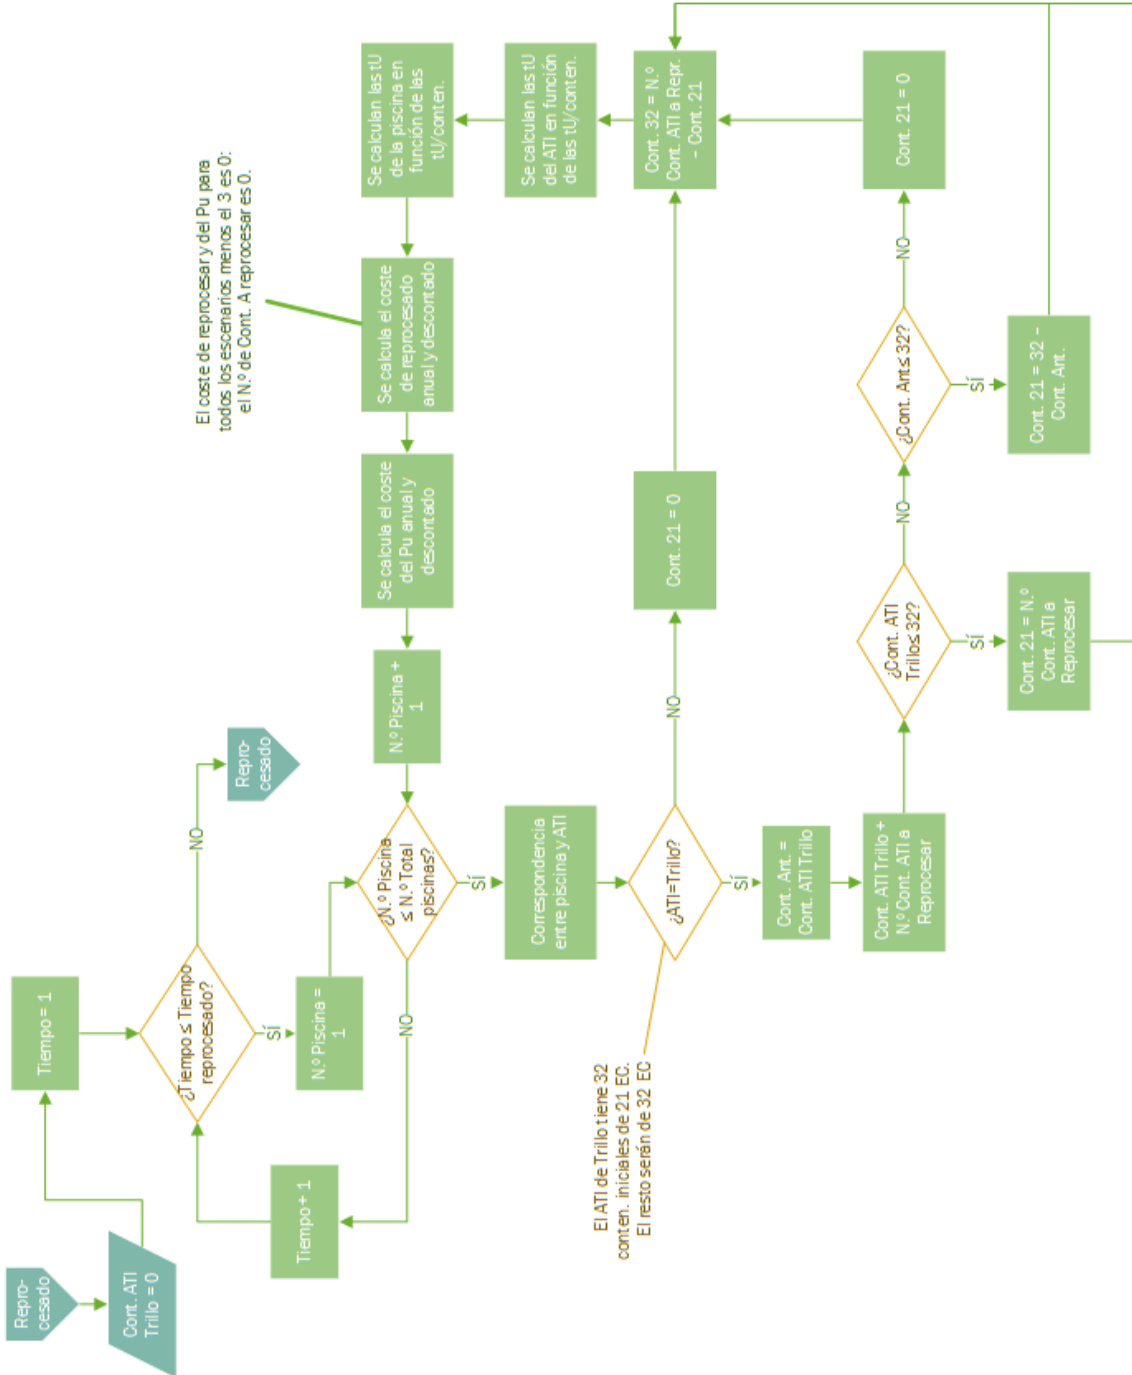 Repro-
cesado
Cont. ATI
Trillo = 0
Tiempo = 1
¿Tiempo ≤ Tiempo
reprocesado?
NO
Repro-
cesado
SÍ
Tiempo + 1
N.º Piscina =
1
¿N.º Piscina
≤ N.º Total
piscinas?
NO
SÍ
N.º Piscina +
1
Se calcula el coste
del Pu anual y
descontado
Se calcula el coste
de reprocesado
anual y descontado
El coste de reprocesar y del Pu para
todos los escenarios menos el 3 es 0:
el N.º de Cont. A reprocesar es 0.
Se calculan las tU
de la piscina en
función de las
tU/conten.
Correspondencia
entre piscina y ATI
Se calculan las tU
del ATI en función
de las tU/conten.
El ATI de Trillo tiene 32
conten. iniciales de 21 EC.
El resto serán de 32 EC
¿ATI=Trillo?
NO
SÍ
Cont. 21 = 0
Cont. 32 = N.º
Cont. ATI a Repr.
– Cont. 21
Cont. Ant. =
Cont. ATI Trillo
Cont. ATI Trillo +
N.º Cont. ATI a
Reprocesar
¿Cont. ATI
Trillo≤ 32?
NO
SÍ
¿Cont. Ant≤ 32?
NO
SÍ
Cont. 21 = 0
Cont. 21 = N.º
Cont. ATI a
Reprocesar
Cont. 21 = 32 –
Cont. Ant.